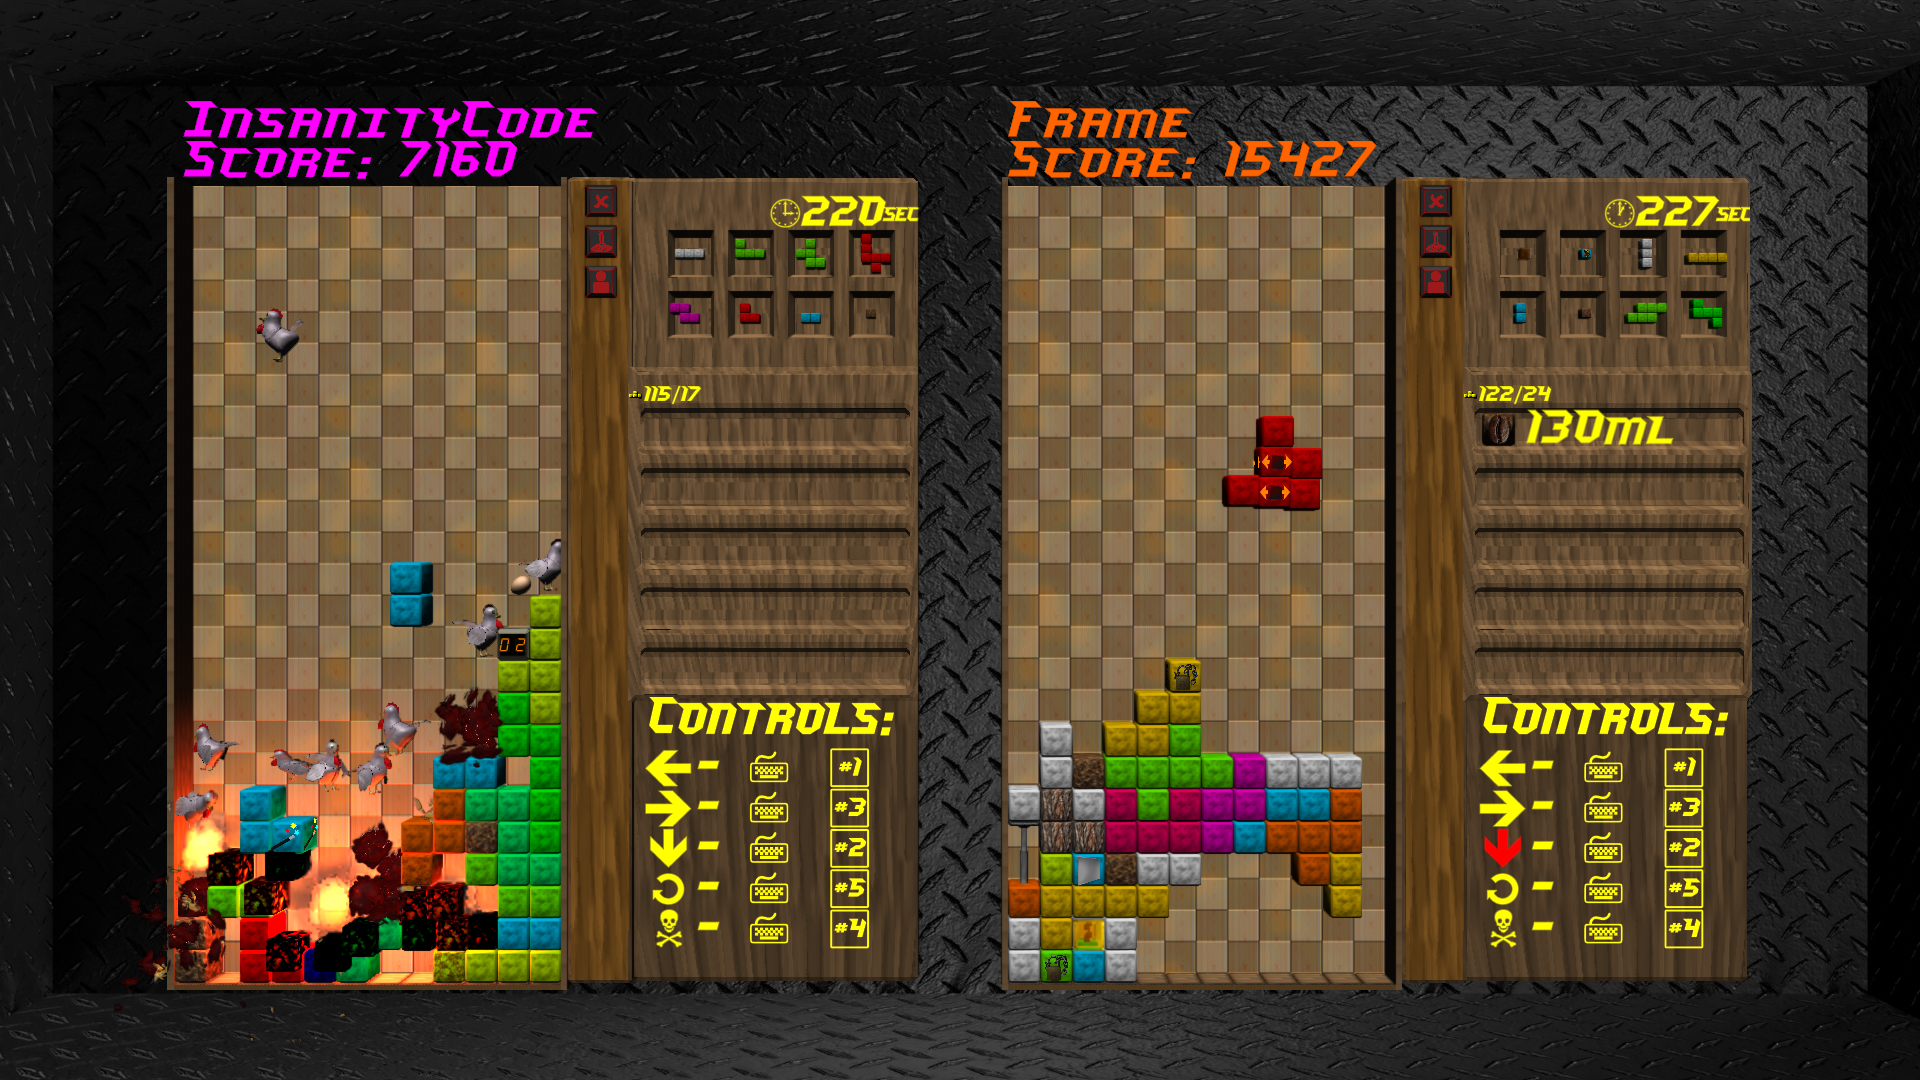 InsanityCode
Score: 7160
220sec
115/17
02
Controls:
#1
#3
#2
#5
#4
Frame
Score: 15427
227sec
122/24
130mL
Controls:
#1
#3
#2
#5
#4